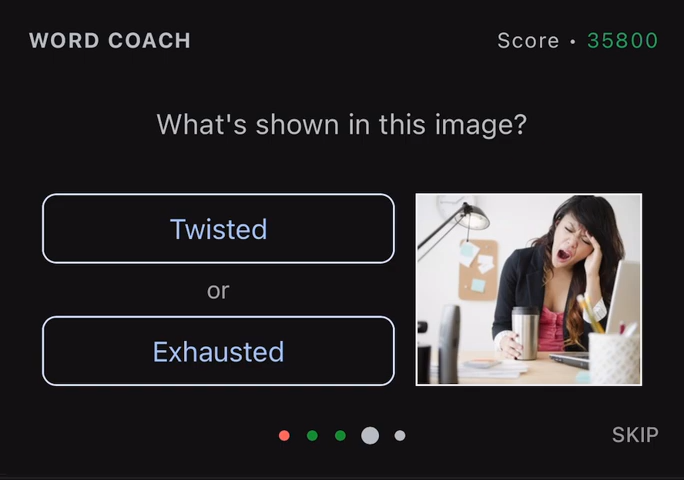 WORD COACH
Score • 35800
What's shown in this image?
Twisted
or
Exhausted
SKIP